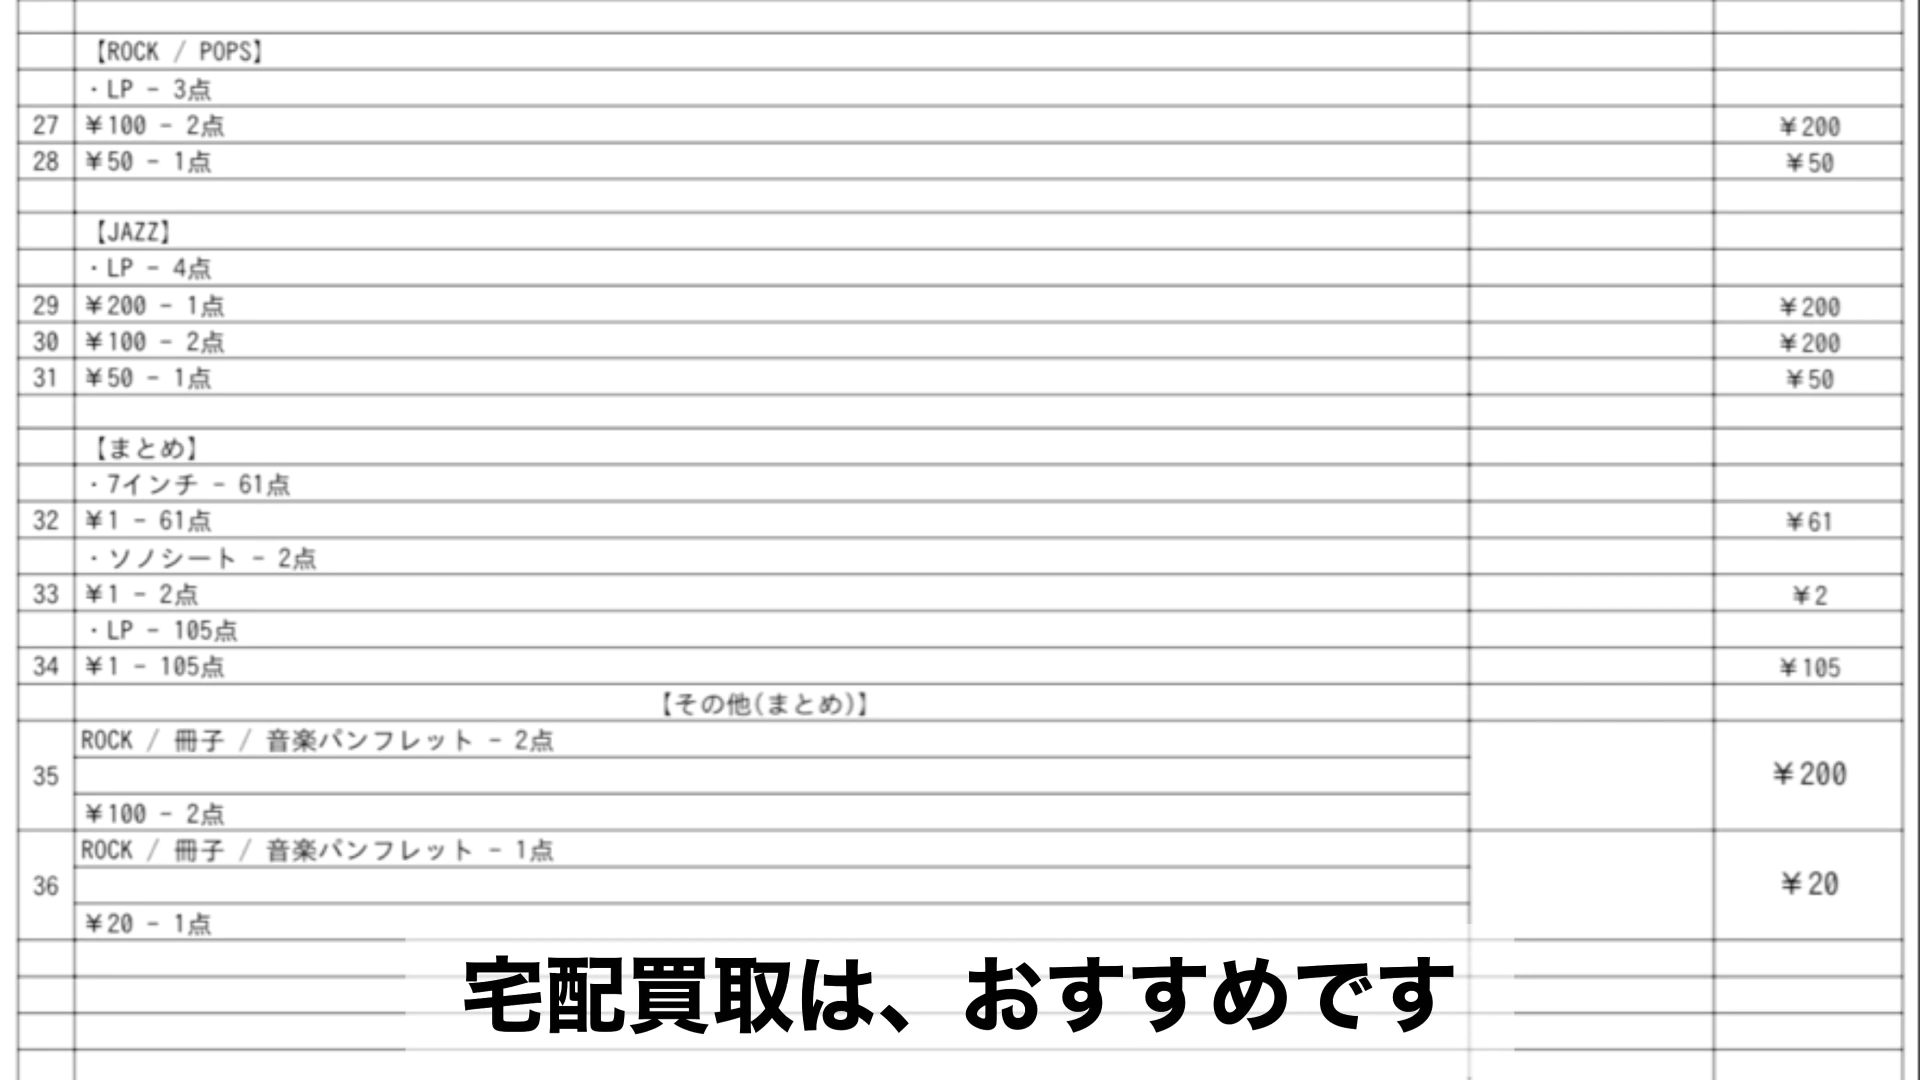 【ROCK / POPS】
・LP - 3点
27 ¥100 - 2点 ¥200
28 ¥50 - 1点 ¥50
【JAZZ】
・LP - 4点
29 ¥200 - 1点 ¥200
30 ¥100 - 2点 ¥200
31 ¥50 - 1点 ¥50
【まとめ】
・7インチ - 61点
32 ¥1 - 61点 ¥61
・ソノシート - 2点
33 ¥1 - 2点 ¥2
・LP - 105点
34 ¥1 - 105点 ¥105
【その他(まとめ)】
ROCK / 冊子 / 音楽パンフレット - 2点
35 ¥200
¥100 - 2点
ROCK / 冊子 / 音楽パンフレット - 1点
36 ¥20
¥20 - 1点
宅配買取は、おすすめです